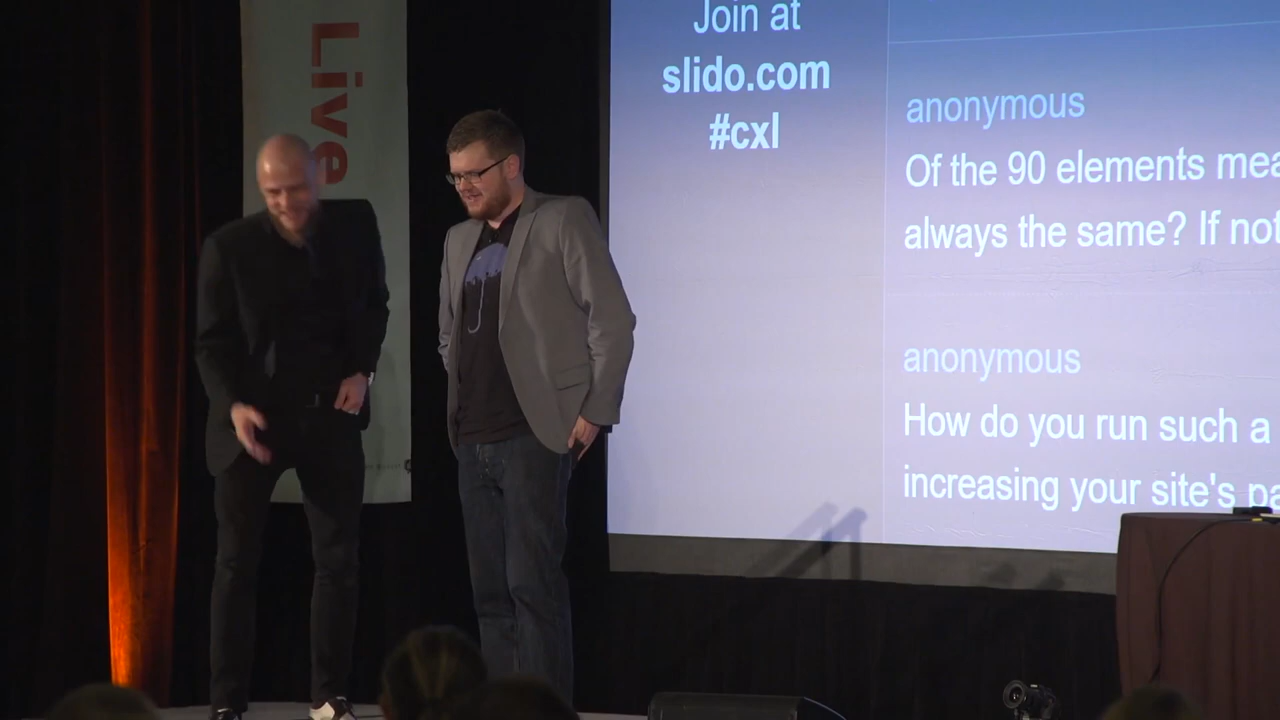 Live
Join at
slido.com
#cxl
anonymous
Of the 90 elements mea
always the same? If not
anonymous
How do you run such a
increasing your site's pa